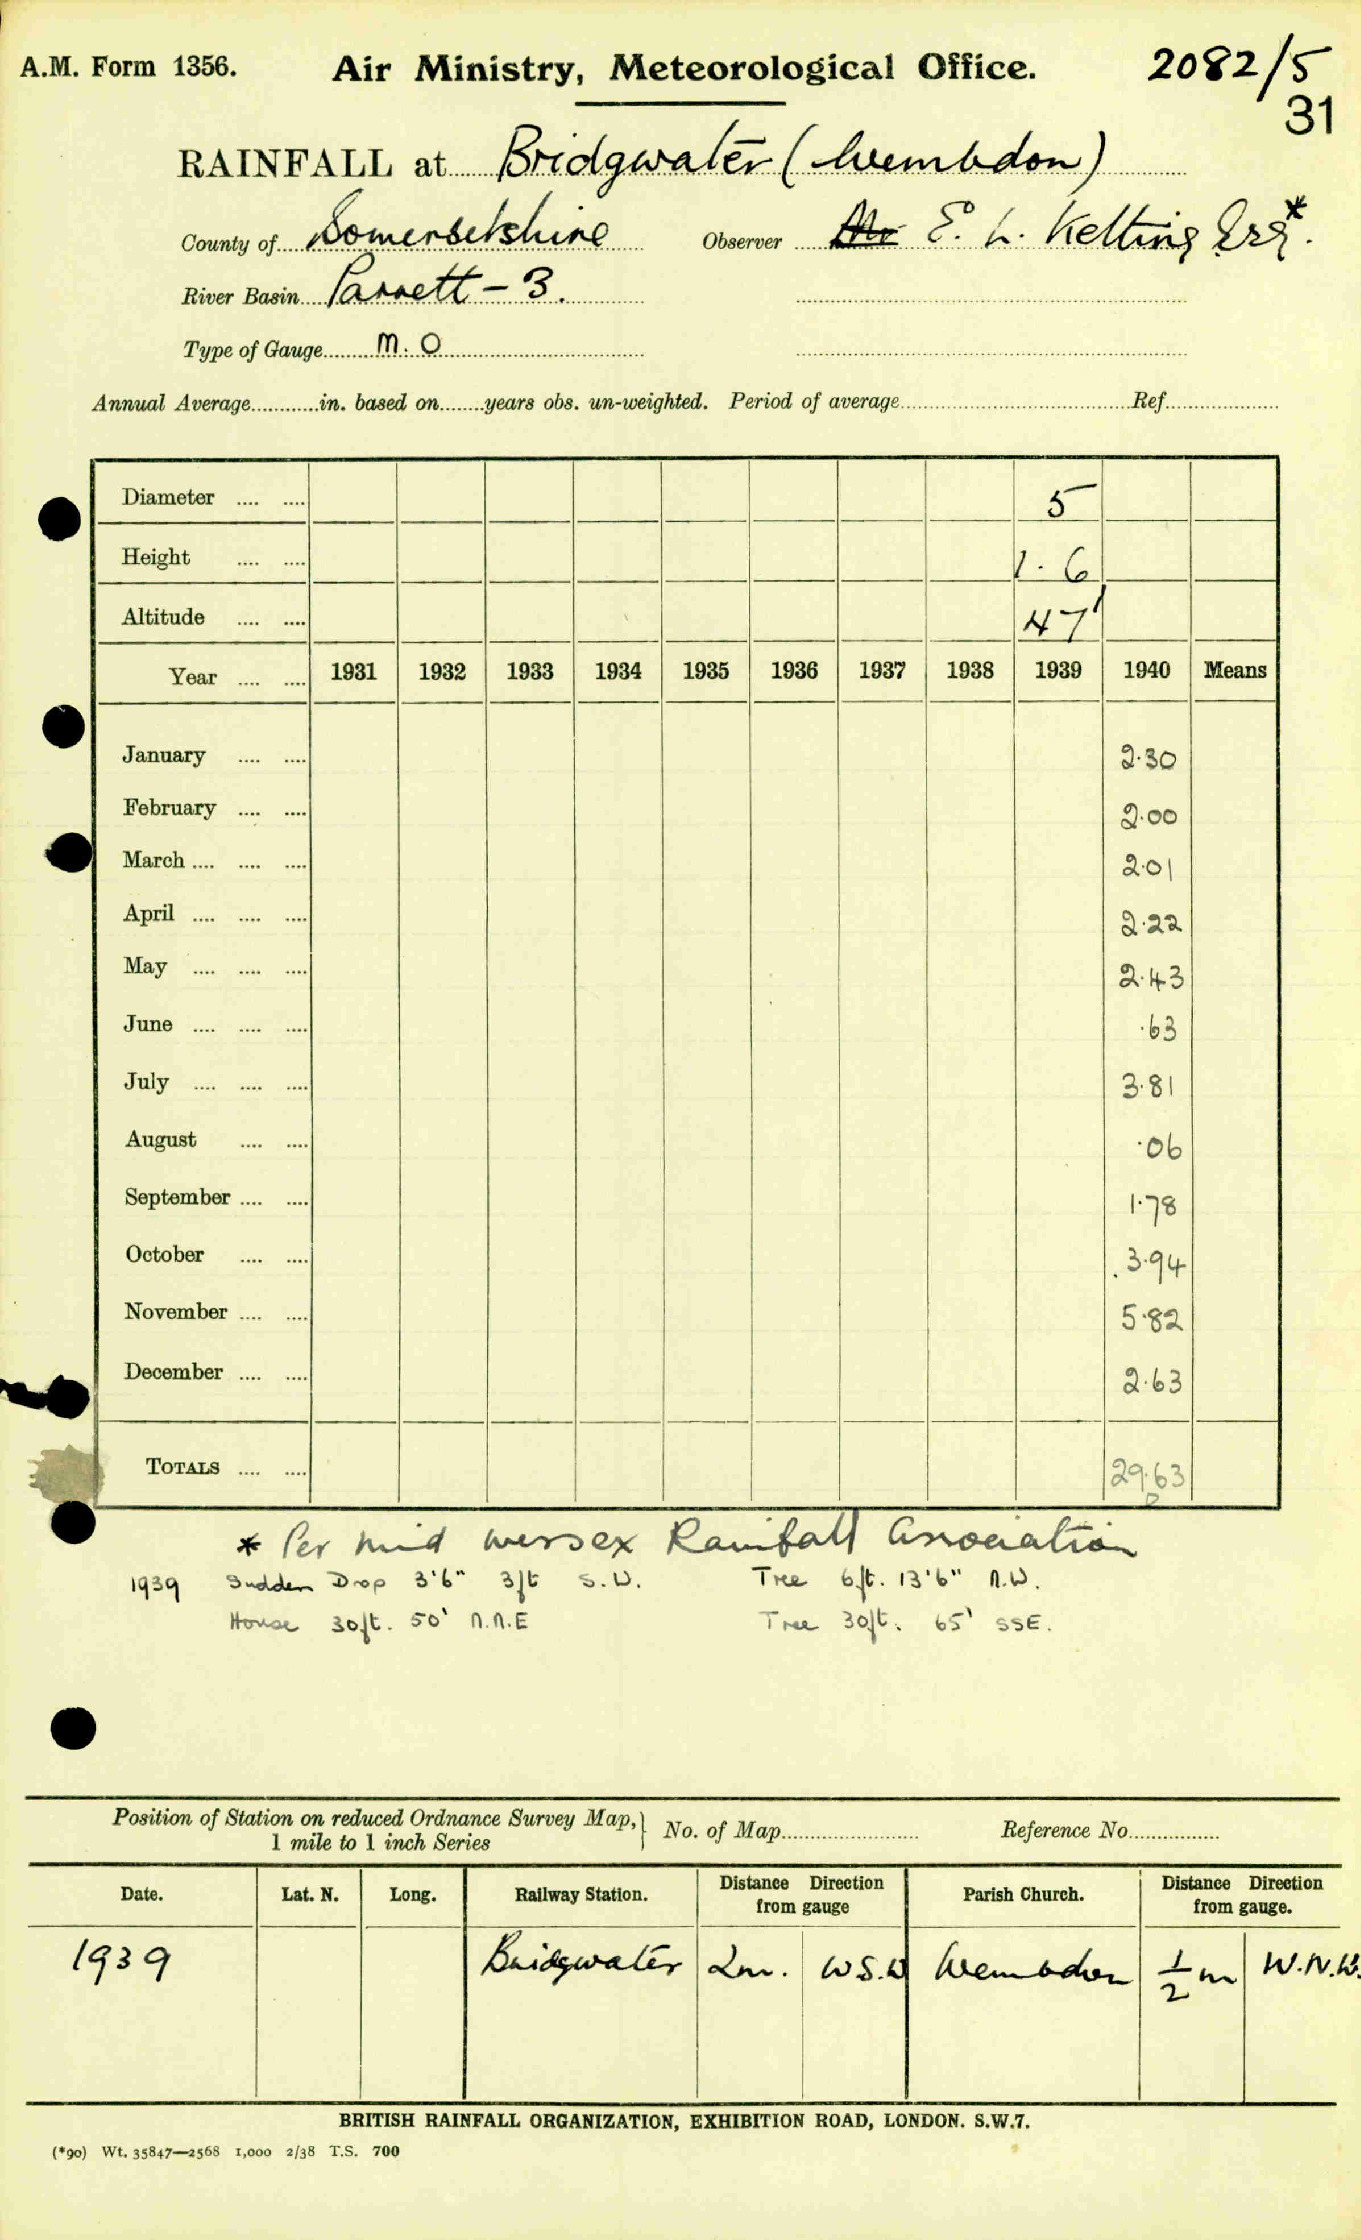 A.M. Form 1356. Air Ministry, Meteorological Office. 2082/5
31
RAINFALL at Bridgwater (Wembdon)
County of Somersetshire Observer Mr E. L. Kelting Esq*.
River Basin Parrett - 3.
Type of Gauge M. O
Annual Average............in. based on........years obs. un-weighted. Period of average....................Ref....................
Diameter .... .... 5
Height .... .... 1. 6
Altitude .... .... 47'
Year .... .... 1931 1932 1933 1934 1935 1936 1937 1938 1939 1940 Means
January .... .... 2.30
February .... .... 2.00
March .... .... .... 2.01
April .... .... .... 2.22
May .... .... .... 2.43
June .... .... .... .63
July .... .... .... 3.81
August .... .... .06
September .... .... 1.78
October .... .... 3.94
November .... .... 5.82
December .... .... 2.63
TOTALS .... .... 29.63
* Per Mid Wessex Rainfall Association
1939 Sudden Drop 3'6" 3ft S.W. Tree 6ft. 13'6" N.W.
House 30ft. 50' N.N.E Tree 30ft. 65' SSE.
Position of Station on reduced Ordnance Survey Map, } No. of Map.................... Reference No.................
1 mile to 1 inch Series
Date. Lat. N. Long. Railway Station. Distance Direction from gauge Parish Church. Distance Direction from gauge.
1939 Bridgwater 2m. W S.W Wembdon 1/2 m W.N.W.
BRITISH RAINFALL ORGANIZATION, EXHIBITION ROAD, LONDON. S.W.7.
(*90) Wt. 35847—2568 1,000 2/38 T.S. 700